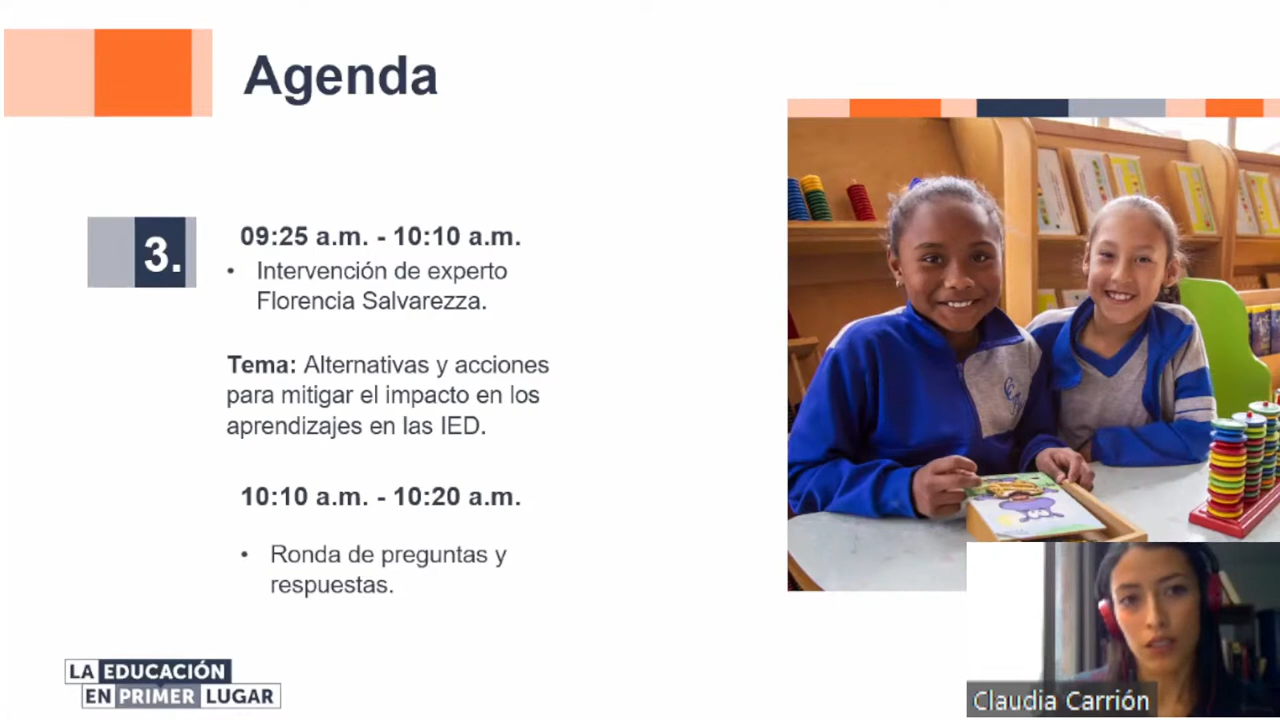 Agenda
3.
09:25 a.m. - 10:10 a.m.
• Intervención de experto
Florencia Salvarezza.
Tema: Alternativas y acciones
para mitigar el impacto en los
aprendizajes en las IED.
10:10 a.m. - 10:20 a.m.
• Ronda de preguntas y
respuestas.
LA EDUCACIÓN
EN PRIMER LUGAR
Claudia Carrión